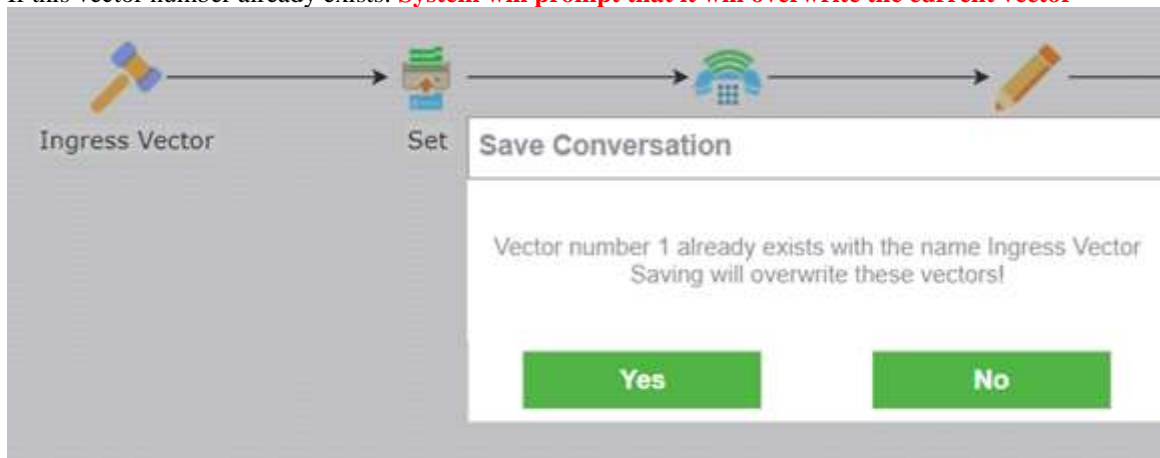 If this vector number already exists: System will prompt that it will overwrite the current vector
Ingress Vector
Set
Save Conversation
Vector number 1 already exists with the name Ingress Vector
Saving will overwrite these vectors!
Yes
No